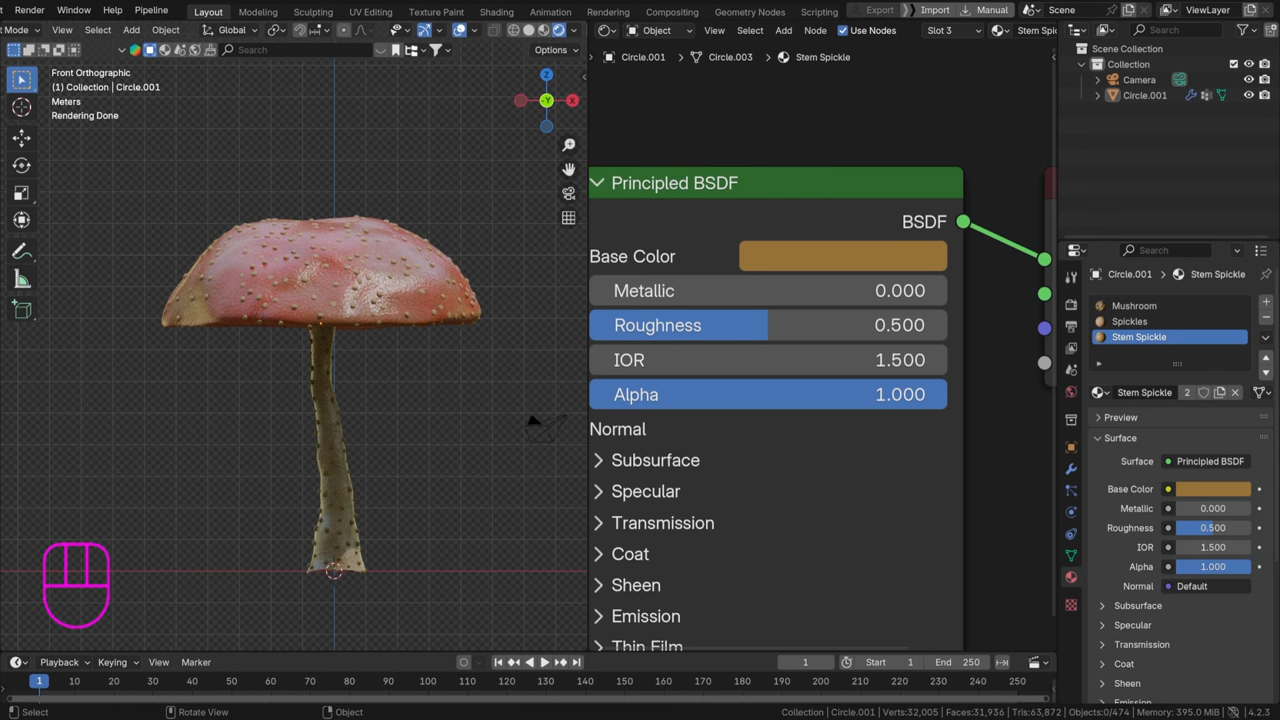 Render Window Help Pipeline Layout Modeling Sculpting UV Editing Texture Paint Shading Animation Rendering Compositing Geometry Nodes Scripting Export Import Manual Scene ViewLayer
Mode View Select Add Object Global Object View Select Add Node Use Nodes Slot 3 Stem Spic Search
Search Options Circle.001 Circle.003 Stem Spickle Scene Collection
Collection
Camera
Circle.001
Front Orthographic
(1) Collection | Circle.001
Meters
Rendering Done
Z
-Y
X
Principled BSDF
BSDF
Base Color
Metallic 0.000
Roughness 0.500
IOR 1.500
Alpha 1.000
Normal
Subsurface
Specular
Transmission
Coat
Sheen
Emission
Thin Film
Search
Circle.001 Stem Spickle
Mushroom
Spickles
Stem Spickle
Stem Spickle 2
Preview
Surface
Surface Principled BSDF
Base Color
Metallic 0.000
Roughness 0.500
IOR 1.500
Alpha 1.000
Normal Default
Subsurface
Specular
Transmission
Coat
Sheen
Emission
Playback Keying View Marker 1 Start 1 End 250
1 10 20 30 40 50 60 70 80 90 100 110 120 130 140 150 160 170 180 190 200 210 220 230 240 250
Select Rotate View Object Collection | Circle.001 | Verts:32,005 | Faces:31,936 | Tris:63,872 | Objects:0/474 | Memory: 395.0 MiB 4.2.3